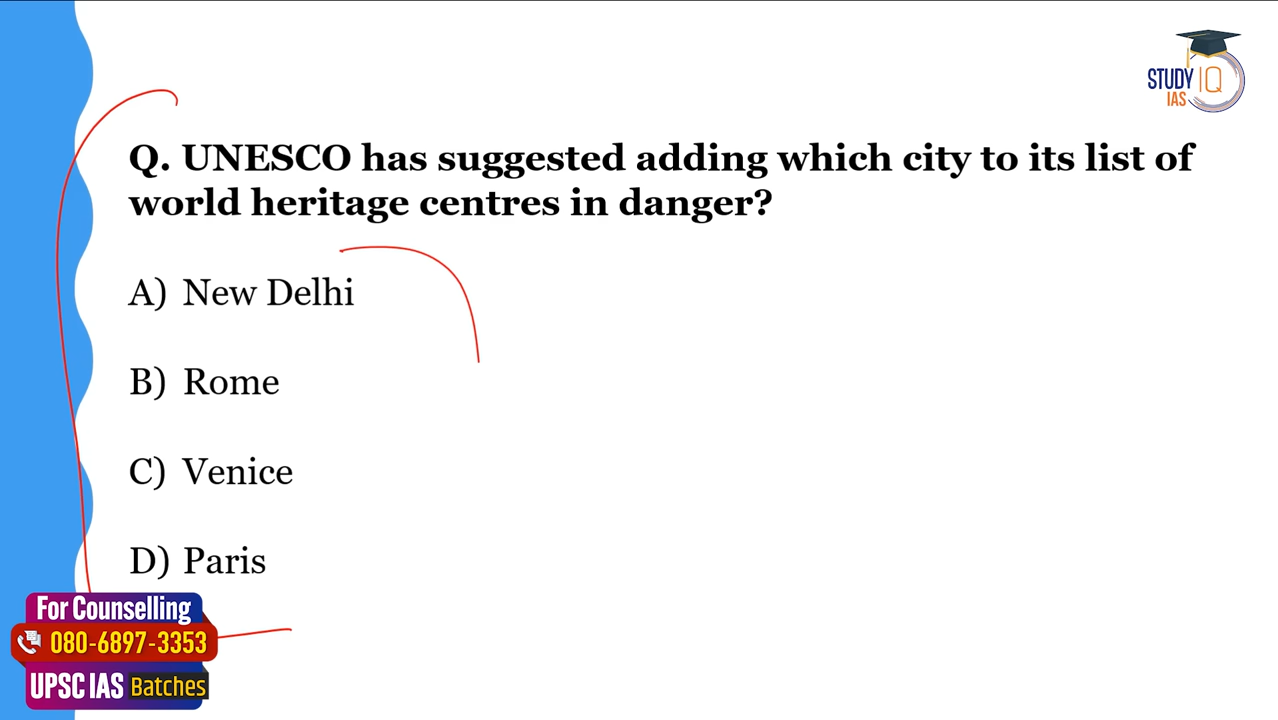 STUDY IQ
IAS
Q. UNESCO has suggested adding which city to its list of
world heritage centres in danger?
A) New Delhi
B) Rome
C) Venice
D) Paris
For Counselling
080-6897-3353
UPSC IAS Batches